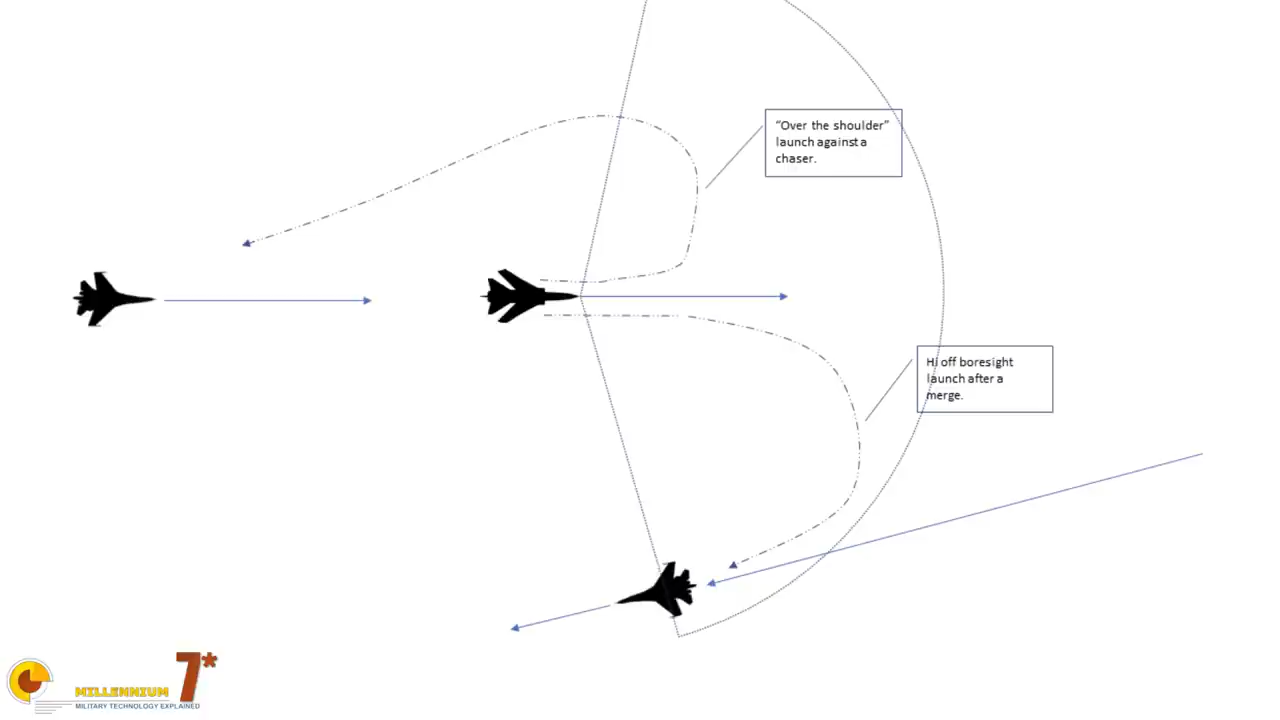 “Over the shoulder”
launch against a
chaser.
Hi off boresight
launch after a
merge.
7*
MILLENNIUM
MILITARY TECHNOLOGY EXPLAINED